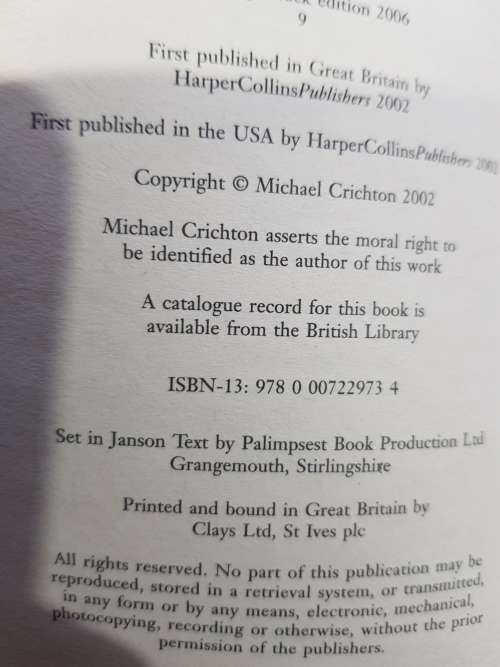 edition 2006
9
First published in Great Britain by
HarperCollinsPublishers 2002
First published in the USA by HarperCollinsPublishers
Copyright © Michael Crichton 2002
Michael Crichton asserts the moral right to
be identified as the author of this work
A catalogue record for this book is
available from the British Library
ISBN-13: 978 0 00722973 4
Set in Janson Text by Palimpsest Book Production Ltd
Grangemouth, Stirlingshire
Printed and bound in Great Britain by
Clays Ltd, St Ives plc
All rights reserved. No part of this publication may be
reproduced, stored in a retrieval system, or transmitted,
in any form or by any means, electronic, mechanical,
photocopying, recording or otherwise, without the prior
permission of the publishers.